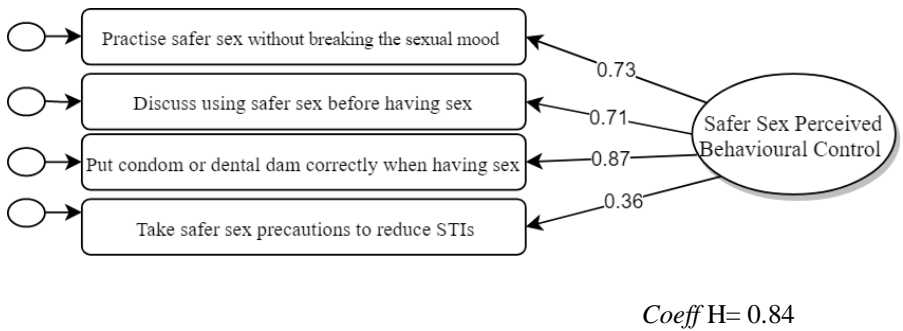 Practise safer sex without breaking the sexual mood
0.73
Discuss using safer sex before having sex
0.71
Safer Sex Perceived
Behavioural Control
Put condom or dental dam correctly when having sex
0.87
0.36
Take safer sex precautions to reduce STIs
Coeff H= 0.84